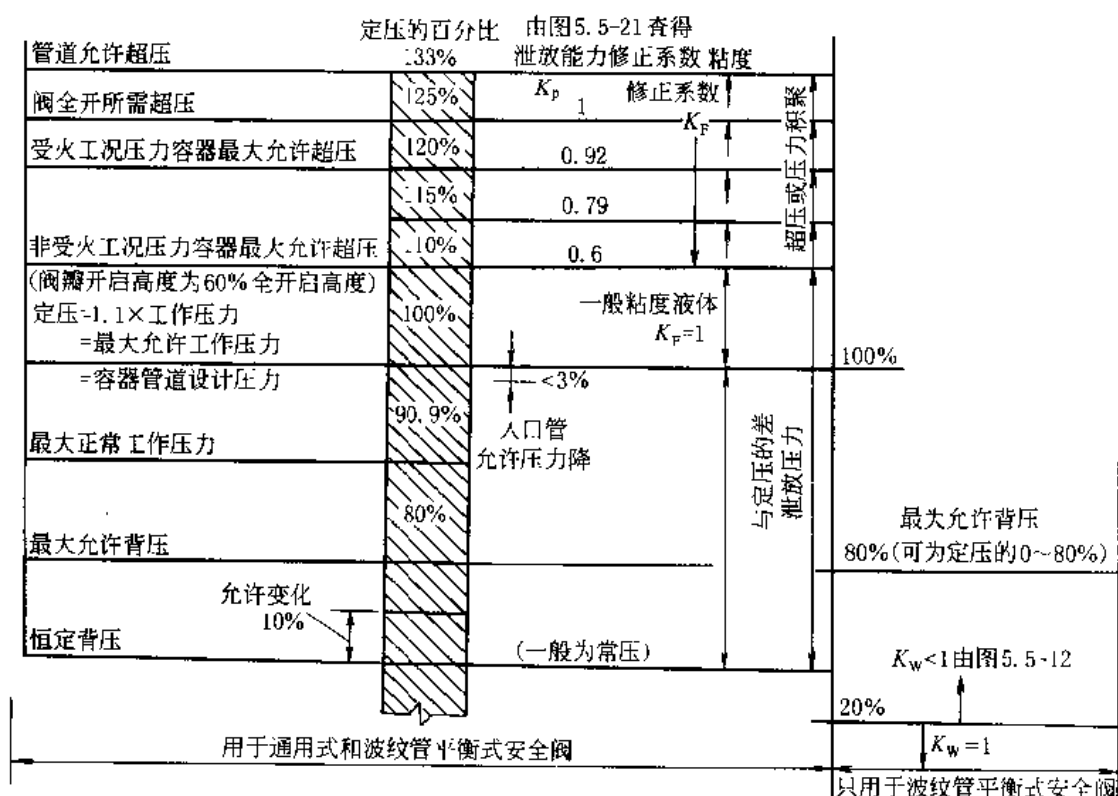 定压的百分比 由图5.5-21查得
管道允许超压 133% 泄放能力修正系数 粘度
阀全开所需超压 125% Kp 1 修正系数
KF
受火工况压力容器最大允许超压 120% 0.92
115% 0.79
非受火工况压力容器最大允许超压 110% 0.6
超压或压力积聚
(阀瓣开启高度为60%全开启高度)
定压=1.1×工作压力 100% 一般粘度液体
=最大允许工作压力 KF=1
100%
=容器管道设计压力 <3%
90.9%
最大正常工作压力 入口管
允许压力降
与定压的差
泄放压力
80%
最大允许背压
最大允许背压
80%(可为定压的0~80%)
允许变化
10%
恒定背压 (一般为常压)
KW<1由图5.5-12
20%
KW=1
用于通用式和波纹管平衡式安全阀
只用于波纹管平衡式安全阀